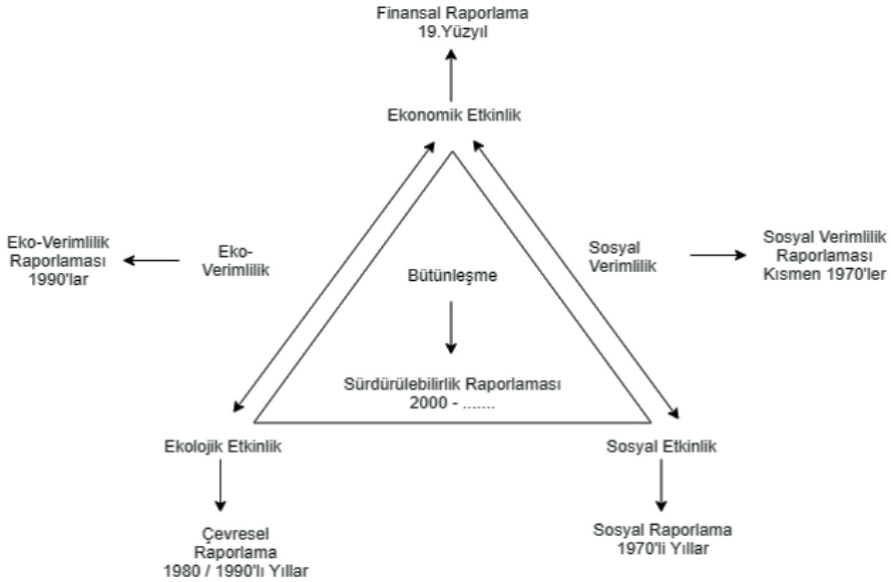 Finansal Raporlama
19.Yüzyıl
Ekonomik Etkinlik
Eko-Verimlilik
Raporlaması
1990'lar
Eko-
Verimlilik
Bütünleşme
Sosyal
Verimlilik
Sosyal Verimlilik
Raporlaması
Kısmen 1970'ler
Sürdürülebilirlik Raporlaması
2000 - .......
Ekolojik Etkinlik
Sosyal Etkinlik
Çevresel
Raporlama
1980 / 1990'lı Yıllar
Sosyal Raporlama
1970'li Yıllar